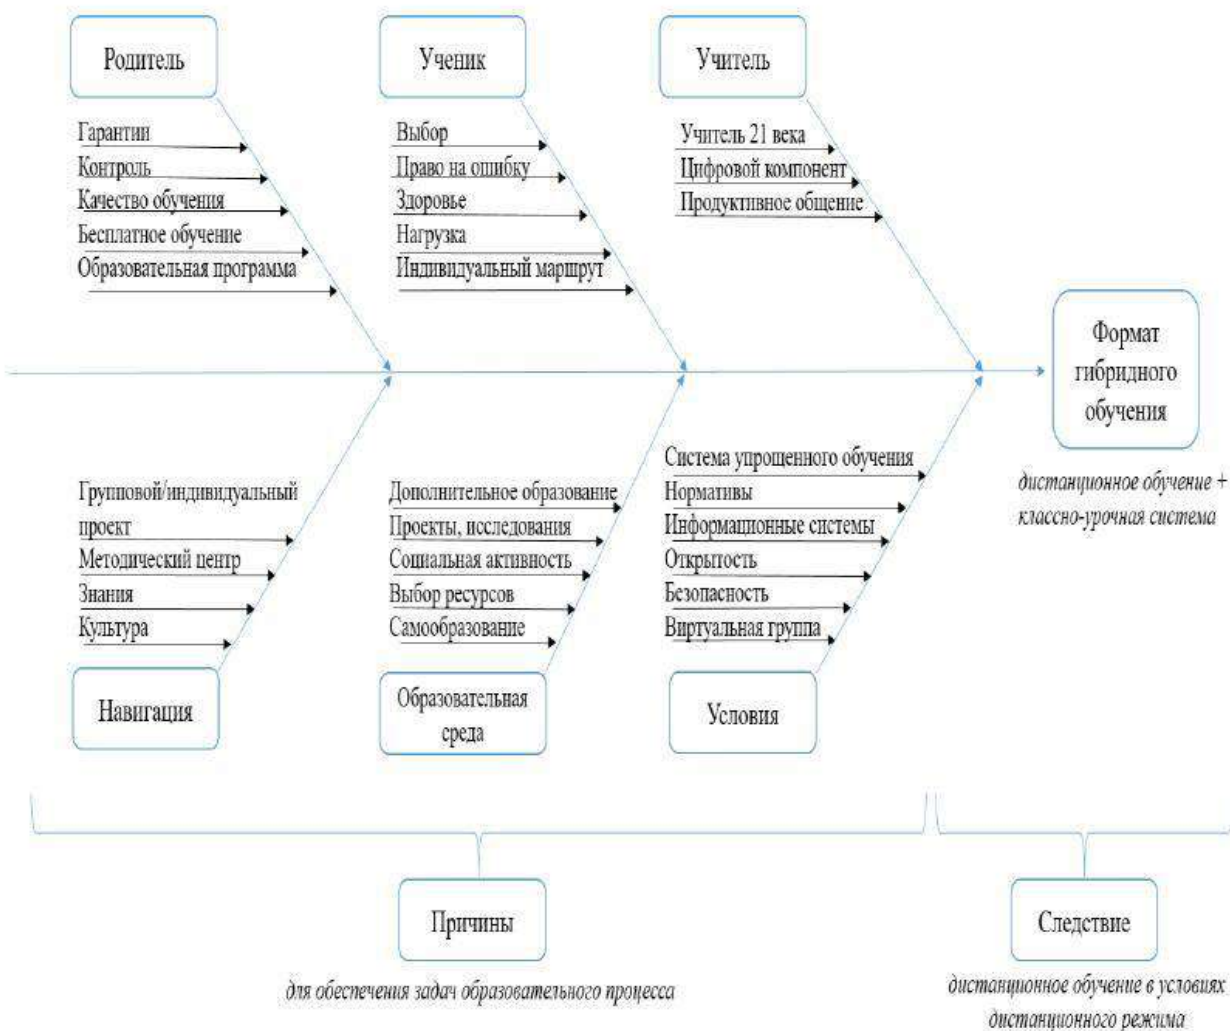 Родитель
Ученик
Учитель
Гарантии
Контроль
Качество обучения
Бесплатное обучение
Образовательная программа
Выбор
Право на ошибку
Здоровье
Нагрузка
Индивидуальный маршрут
Учитель 21 века
Цифровой компонент
Продуктивное общение
Формат
гибридного
обучения
дистанционное обучение +
классно-урочная система
Групповой/индивидуальный
проект
Методический центр
Знания
Культура
Дополнительное образование
Проекты, исследования
Социальная активность
Выбор ресурсов
Самообразование
Система упрощенного обучения
Нормативы
Информационные системы
Открытость
Безопасность
Виртуальная группа
Навигация
Образовательная
среда
Условия
Причины
для обеспечения задач образовательного процесса
Следствие
дистанционное обучение в условиях
дистанционного режима